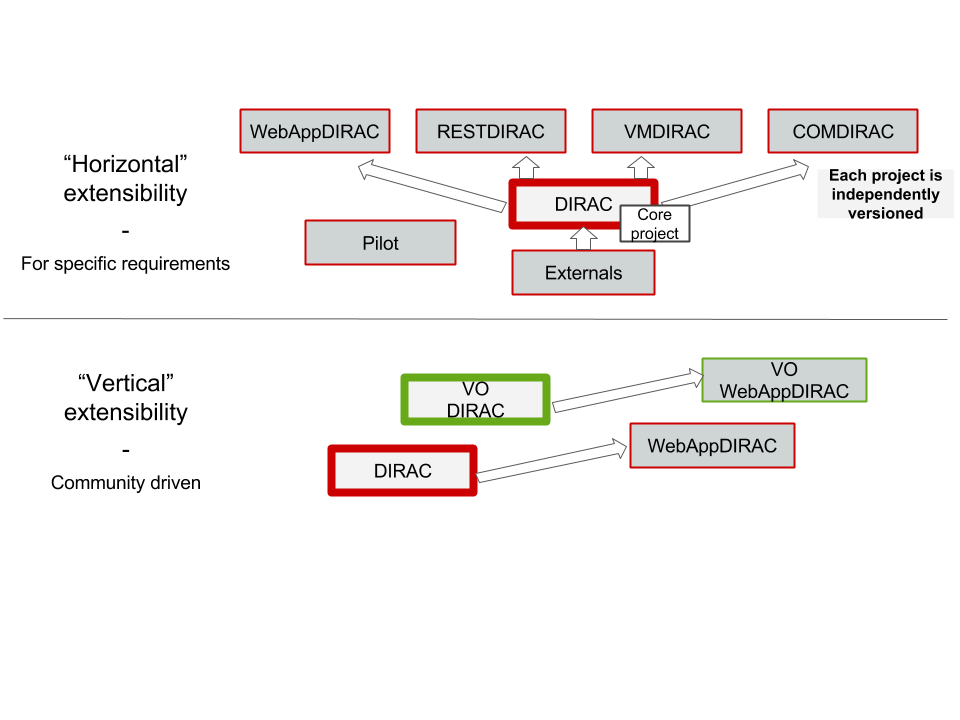 WebAppDIRAC
RESTDIRAC
VMDIRAC
COMDIRAC
“Horizontal”
extensibility
-
For specific requirements
Each project is
independently
versioned
DIRAC
Core
project
Pilot
Externals
“Vertical”
extensibility
-
Community driven
VO
DIRAC
VO
WebAppDIRAC
DIRAC
WebAppDIRAC